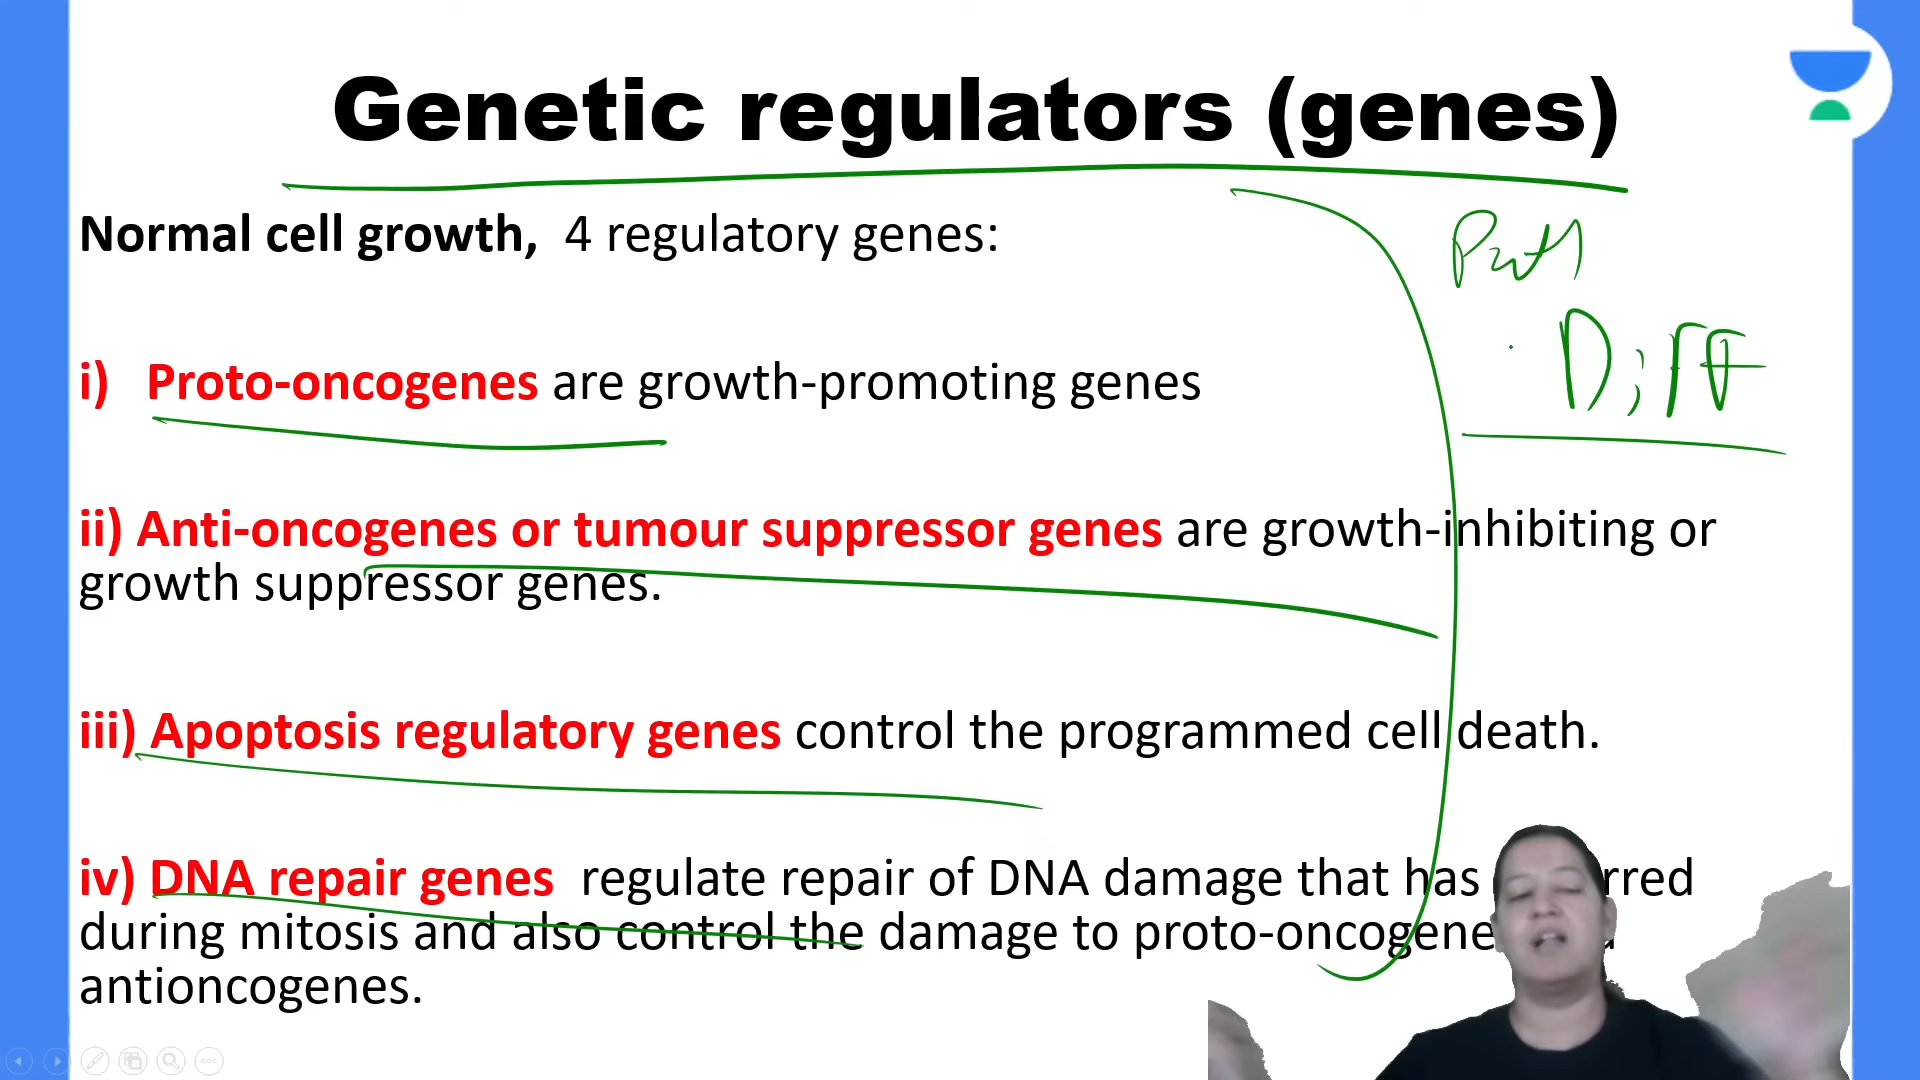 Genetic regulators (genes)
Normal cell growth, 4 regulatory genes:
Path
Diff
i) Proto-oncogenes are growth-promoting genes
ii) Anti-oncogenes or tumour suppressor genes are growth-inhibiting or
growth suppressor genes.
iii) Apoptosis regulatory genes control the programmed cell death.
iv) DNA repair genes regulate repair of DNA damage that has
during mitosis and also control the damage to
antioncogenes.